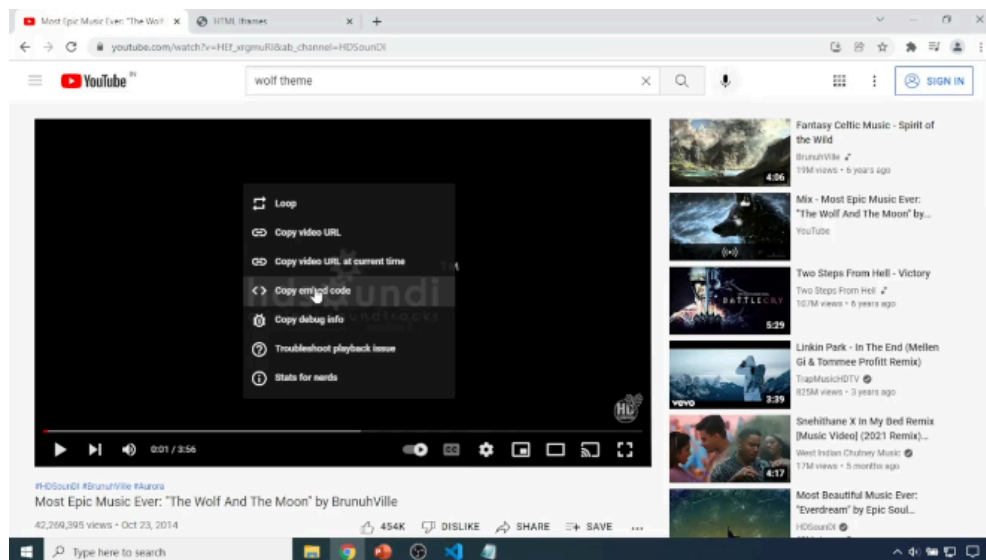 Most Epic Music Ever: "The Wolf
HTML Iframes
youtube.com/watch?v=HEf_xrgmuRI&ab_channel=HDSounDI
YouTube IN
wolf theme
SIGN IN
Loop
Copy video URL
Copy video URL at current time
Copy embed code
Copy debug info
Troubleshoot playback issue
Stats for nerds
0:01 / 3:56
#HDSounDI #BrunuhVille #Aurora
Most Epic Music Ever: "The Wolf And The Moon" by BrunuhVille
42,269,395 views • Oct 23, 2014
454K
DISLIKE
SHARE
SAVE
4:06
Fantasy Celtic Music - Spirit of
the Wild
BrunuhVille
19M views • 6 years ago
Mix - Most Epic Music Ever:
"The Wolf And The Moon" by...
YouTube
BATTLECRY
5:29
Two Steps From Hell - Victory
Two Steps From Hell
107M views • 6 years ago
vevo
3:39
Linkin Park - In The End (Mellen
Gi & Tommee Profitt Remix)
TrapMusicHDTV
825M views • 3 years ago
4:17
Snehithane X In My Bed Remix
[Music Video] (2021 Remix)...
West Indian Chutney Music
17M views • 5 months ago
Most Beautiful Music Ever:
"Everdream" by Epic Soul...
HDSounDI
Type here to search